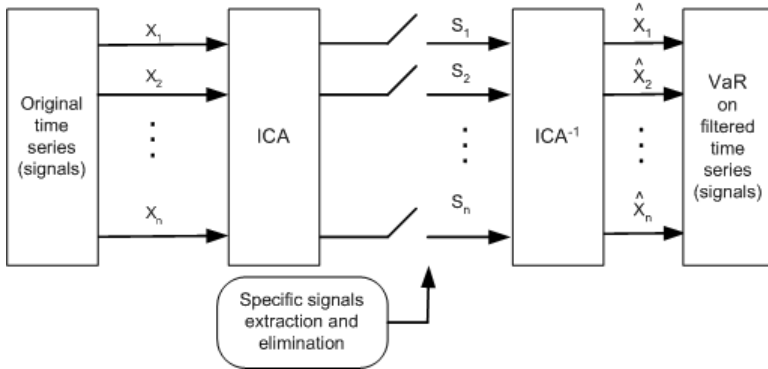 Original
time
series
(signals)
X₁
X₂
⋮
Xₙ
ICA
S₁
S₂
⋮
Sₙ
ICA⁻¹
X̂₁
X̂₂
⋮
X̂ₙ
VaR
on
filtered
time
series
(signals)
Specific signals
extraction and
elimination